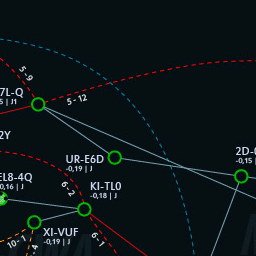 5 - 9
7L-Q
5 | J1
5 - 12
2Y
UR-E6D
-0,19 | J
2D-
-0,15 |
EL8-4Q
0,16 | J
6 - 2
KI-TL0
-0,18 | J
XI-VUF
-0,19 | J
10- 1
4
6 - 1